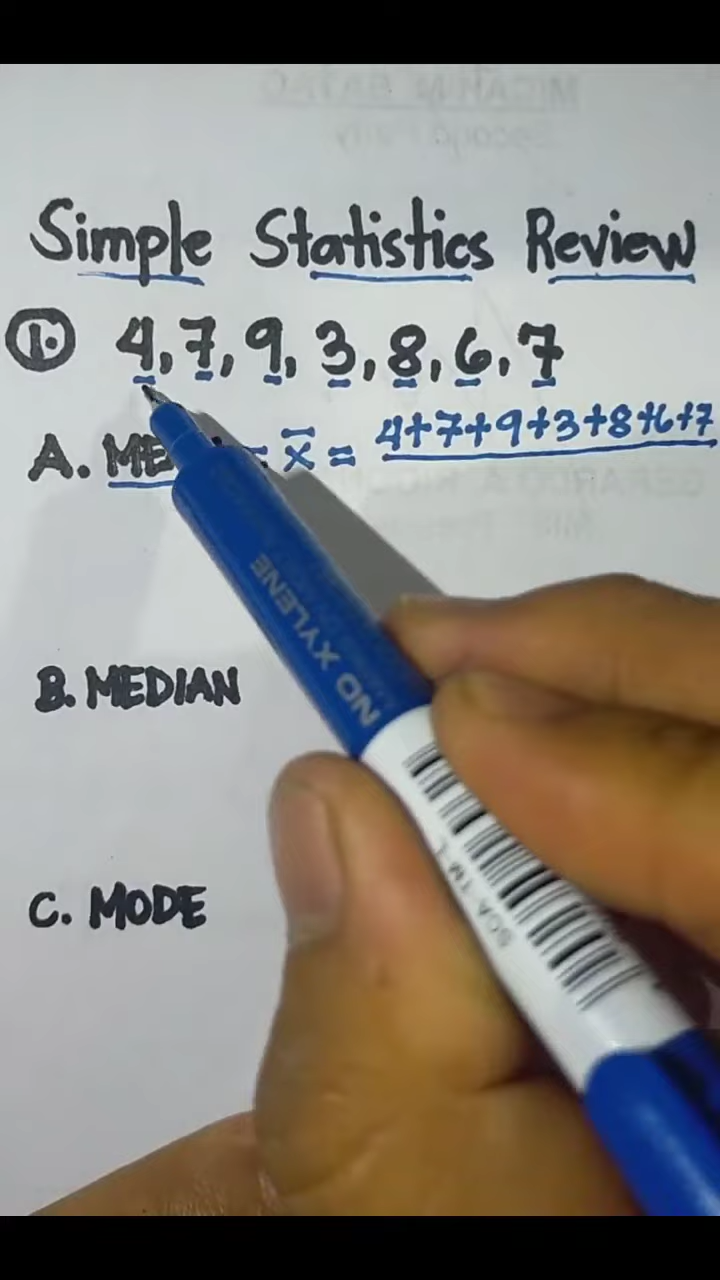 Simple Statistics Review
1. 4, 7, 9, 3, 8, 6, 7
A. ME = x̄ = 4+7+9+3+8+6+7
NO XYLENE
B. MEDIAN
C. MODE